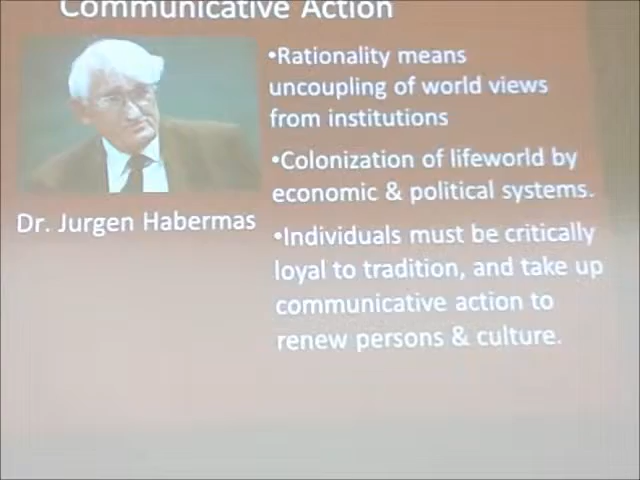 Communicative Action
•Rationality means
uncoupling of world views
from institutions
•Colonization of lifeworld by
economic & political systems.
Dr. Jurgen Habermas
•Individuals must be critically
loyal to tradition, and take up
communicative action to
renew persons & culture.